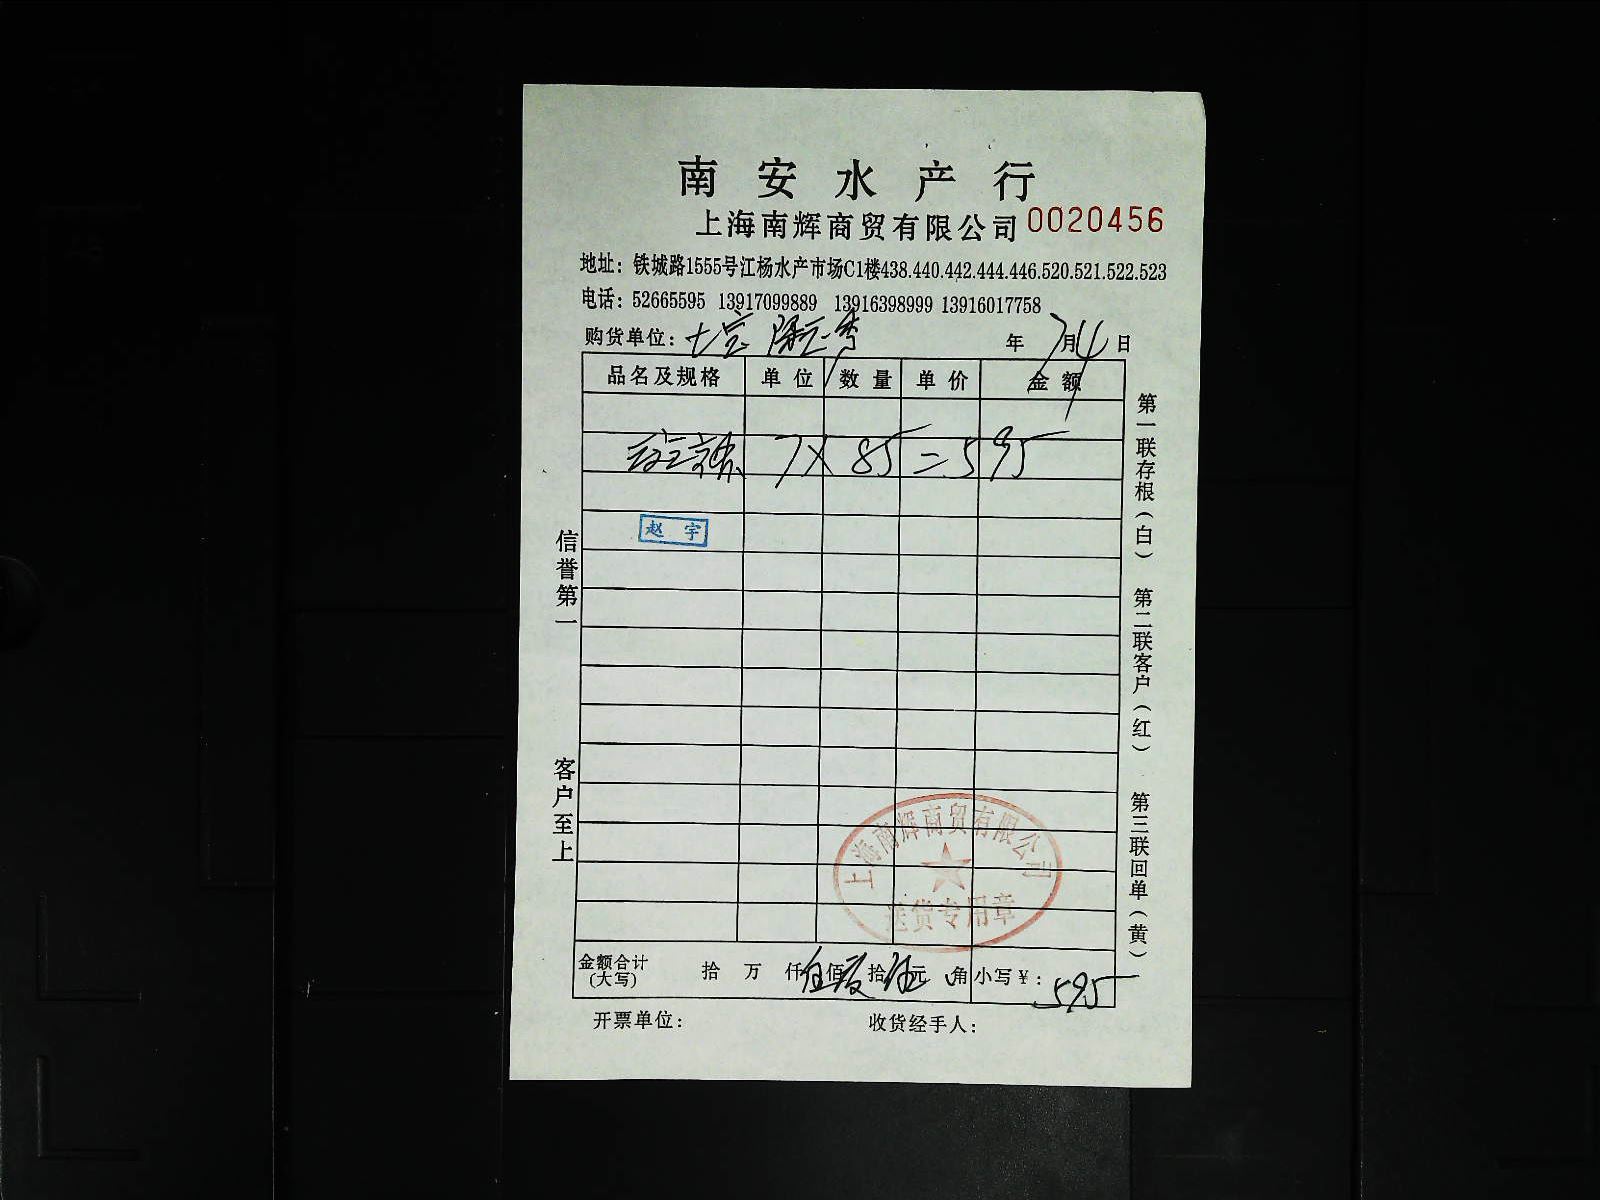 南安水产行
上海南辉商贸有限公司 0020456
地址：铁城路1555号江杨水产市场C1楼438.440.442.444.446.520.521.522.523
电话：52665595 13917099889 13916398999 13916017758
购货单位：七宝 年 7月4日
品名及规格 单位 数量 单价 金额
7 X 85 = 595
赵宇
信誉第一
客户至上
第一联存根（白） 第二联客户（红） 第三联回单（黄）
上海南辉商贸有限公司
送货专用章
金额合计（大写） 拾 万 仟 伍佰 玖拾 伍元 角 小写￥：595
开票单位： 收货经手人：